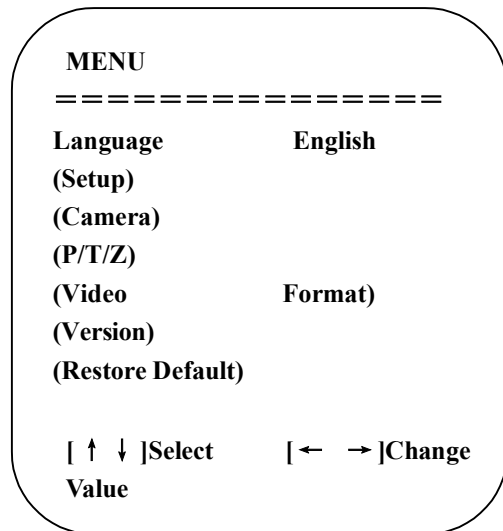 MENU
===============
Language English
(Setup)
(Camera)
(P/T/Z)
(Video Format)
(Version)
(Restore Default)
[ ↑ ↓ ]Select [ ← → ]Change
Value